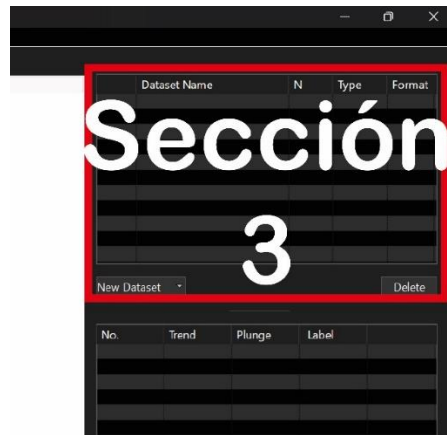 Dataset Name N Type Format
Sección
3
New Dataset Delete
No. Trend Plunge Label